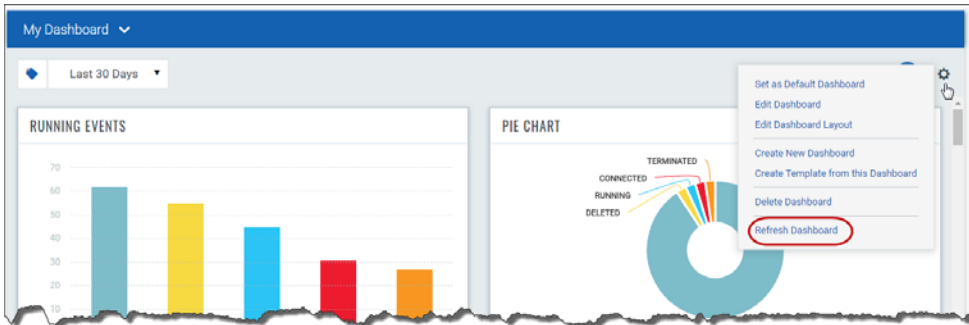 My Dashboard
Last 30 Days
Set as Default Dashboard
Edit Dashboard
Edit Dashboard Layout
Create New Dashboard
Create Template from this Dashboard
Delete Dashboard
Refresh Dashboard
RUNNING EVENTS
70
60
50
40
30
20
10
PIE CHART
TERMINATED
CONNECTED
RUNNING
DELETED